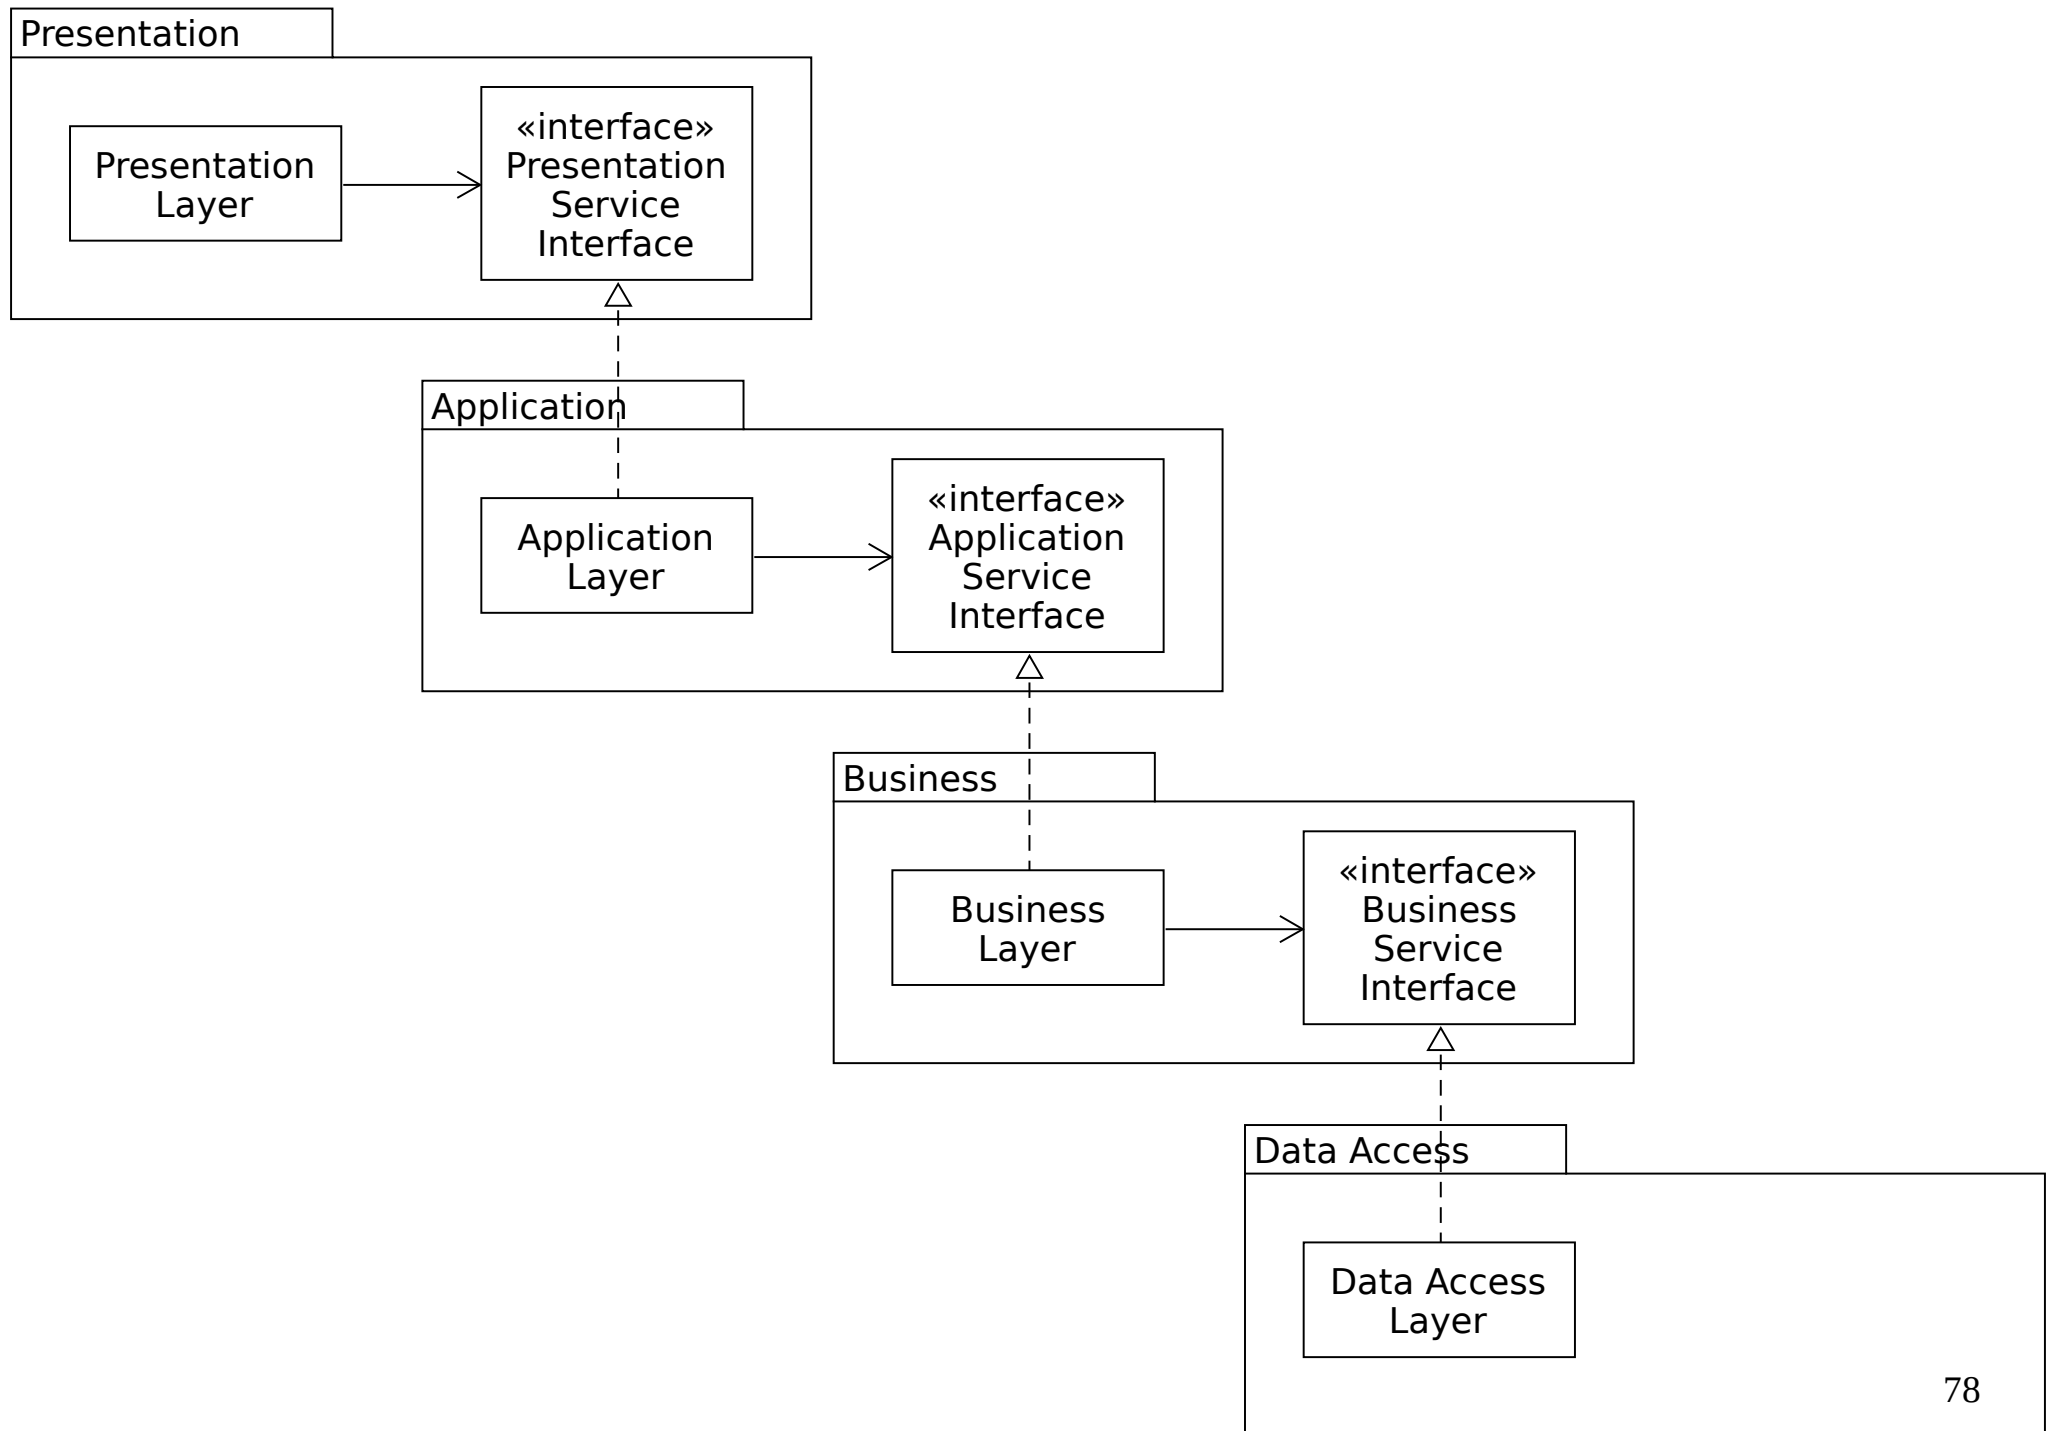 Presentation
Presentation
Layer
«interface»
Presentation
Service
Interface
Application
Application
Layer
«interface»
Application
Service
Interface
Business
Business
Layer
«interface»
Business
Service
Interface
Data Access
Data Access
Layer
78